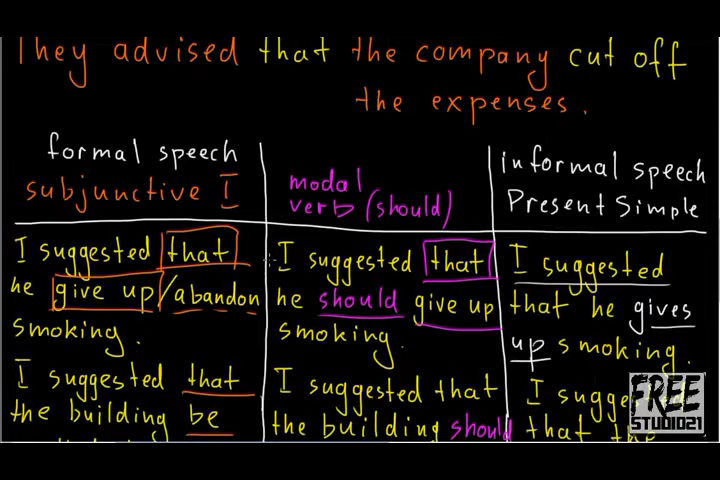 They advised that the company cut off
the expenses.
formal speech
subjunctive I
I suggested that
he give up/abandon
smoking.
I suggested that
the building be
modal
verb (should)
I suggested that
he should give up
smoking.
I suggested that
the building should
informal speech
Present Simple
I suggested
that he gives
up smoking.
I suggested
that the
FREE
STUDIO21